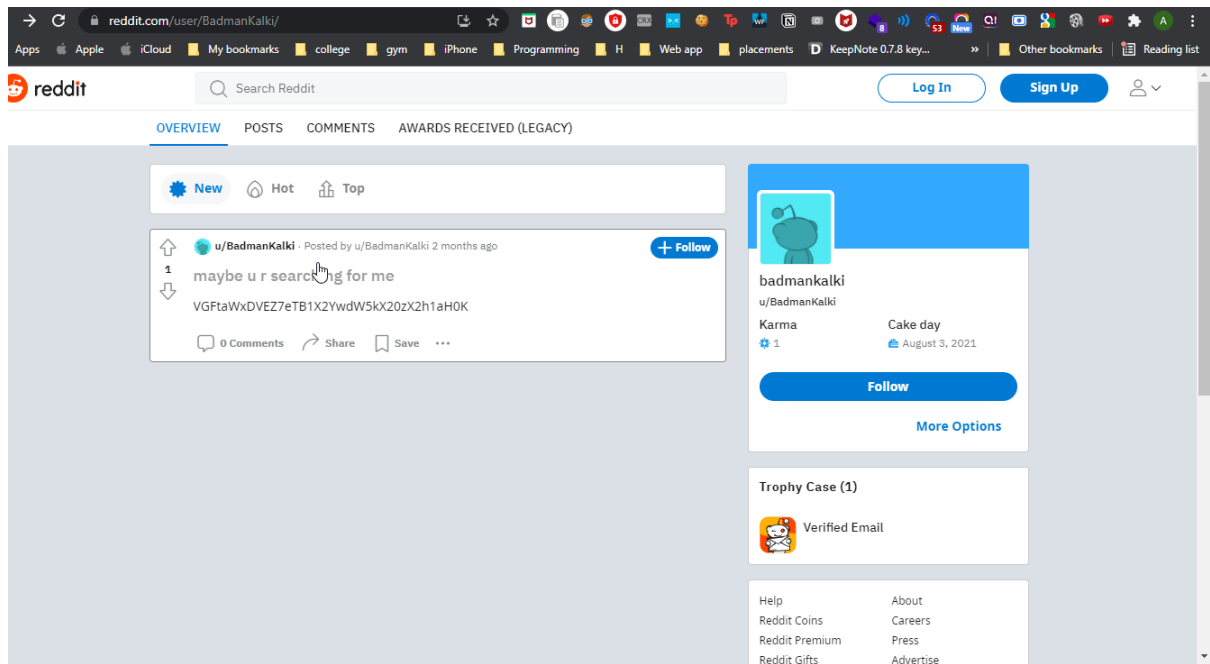 reddit.com/user/BadmanKalki/
8
53
New
A
Apps Apple iCloud My bookmarks college gym iPhone Programming H Web app placements KeepNote 0.7.8 key... » Other bookmarks Reading list
reddit Search Reddit Log In Sign Up
OVERVIEW POSTS COMMENTS AWARDS RECEIVED (LEGACY)
New Hot Top
u/BadmanKalki · Posted by u/BadmanKalki 2 months ago + Follow
1
maybe u r searching for me
VGFtaWxDVEZ7eTB1X2YwdW5kX20zX2h1aH0K
0 Comments Share Save ...
badmankalki
u/BadmanKalki
Karma Cake day
1 August 3, 2021
Follow
More Options
Trophy Case (1)
Verified Email
Help About
Reddit Coins Careers
Reddit Premium Press
Reddit Gifts Advertise